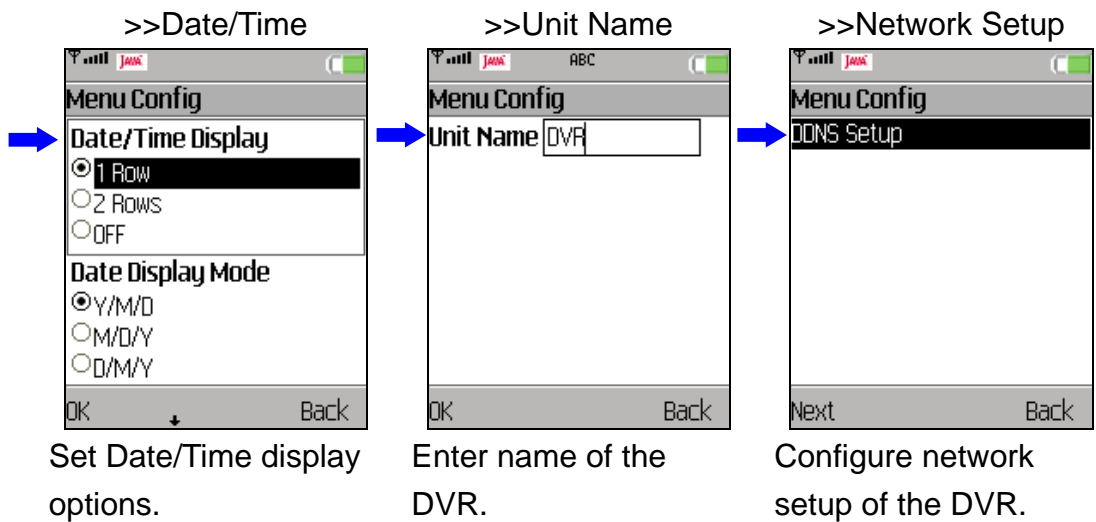 >>Date/Time
JAVA
Menu Config
Date/Time Display
1 Row
2 Rows
OFF
Date Display Mode
Y/M/D
M/D/Y
D/M/Y
OK Back
Set Date/Time display
options.
>>Unit Name
JAVA ABC
Menu Config
Unit Name DVR
OK Back
Enter name of the
DVR.
>>Network Setup
JAVA
Menu Config
DDNS Setup
Next Back
Configure network
setup of the DVR.